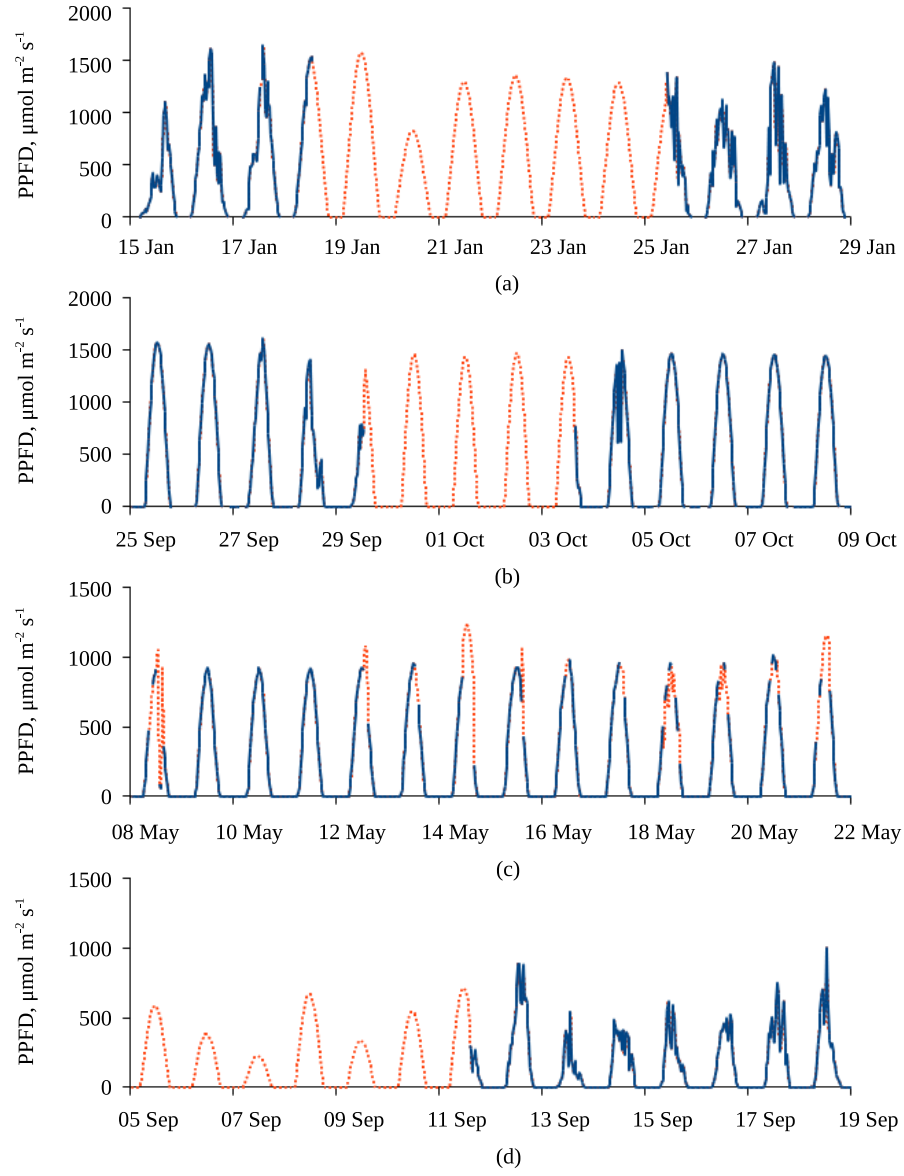 2000
1500
1000
500
0
PPFD, µmol m⁻² s⁻¹
15 Jan 17 Jan 19 Jan 21 Jan 23 Jan 25 Jan 27 Jan 29 Jan
(a)
2000
1500
1000
500
0
PPFD, µmol m⁻² s⁻¹
25 Sep 27 Sep 29 Sep 01 Oct 03 Oct 05 Oct 07 Oct 09 Oct
(b)
1500
1000
500
0
PPFD, µmol m⁻² s⁻¹
08 May 10 May 12 May 14 May 16 May 18 May 20 May 22 May
(c)
1500
1000
500
0
PPFD, µmol m⁻² s⁻¹
05 Sep 07 Sep 09 Sep 11 Sep 13 Sep 15 Sep 17 Sep 19 Sep
(d)